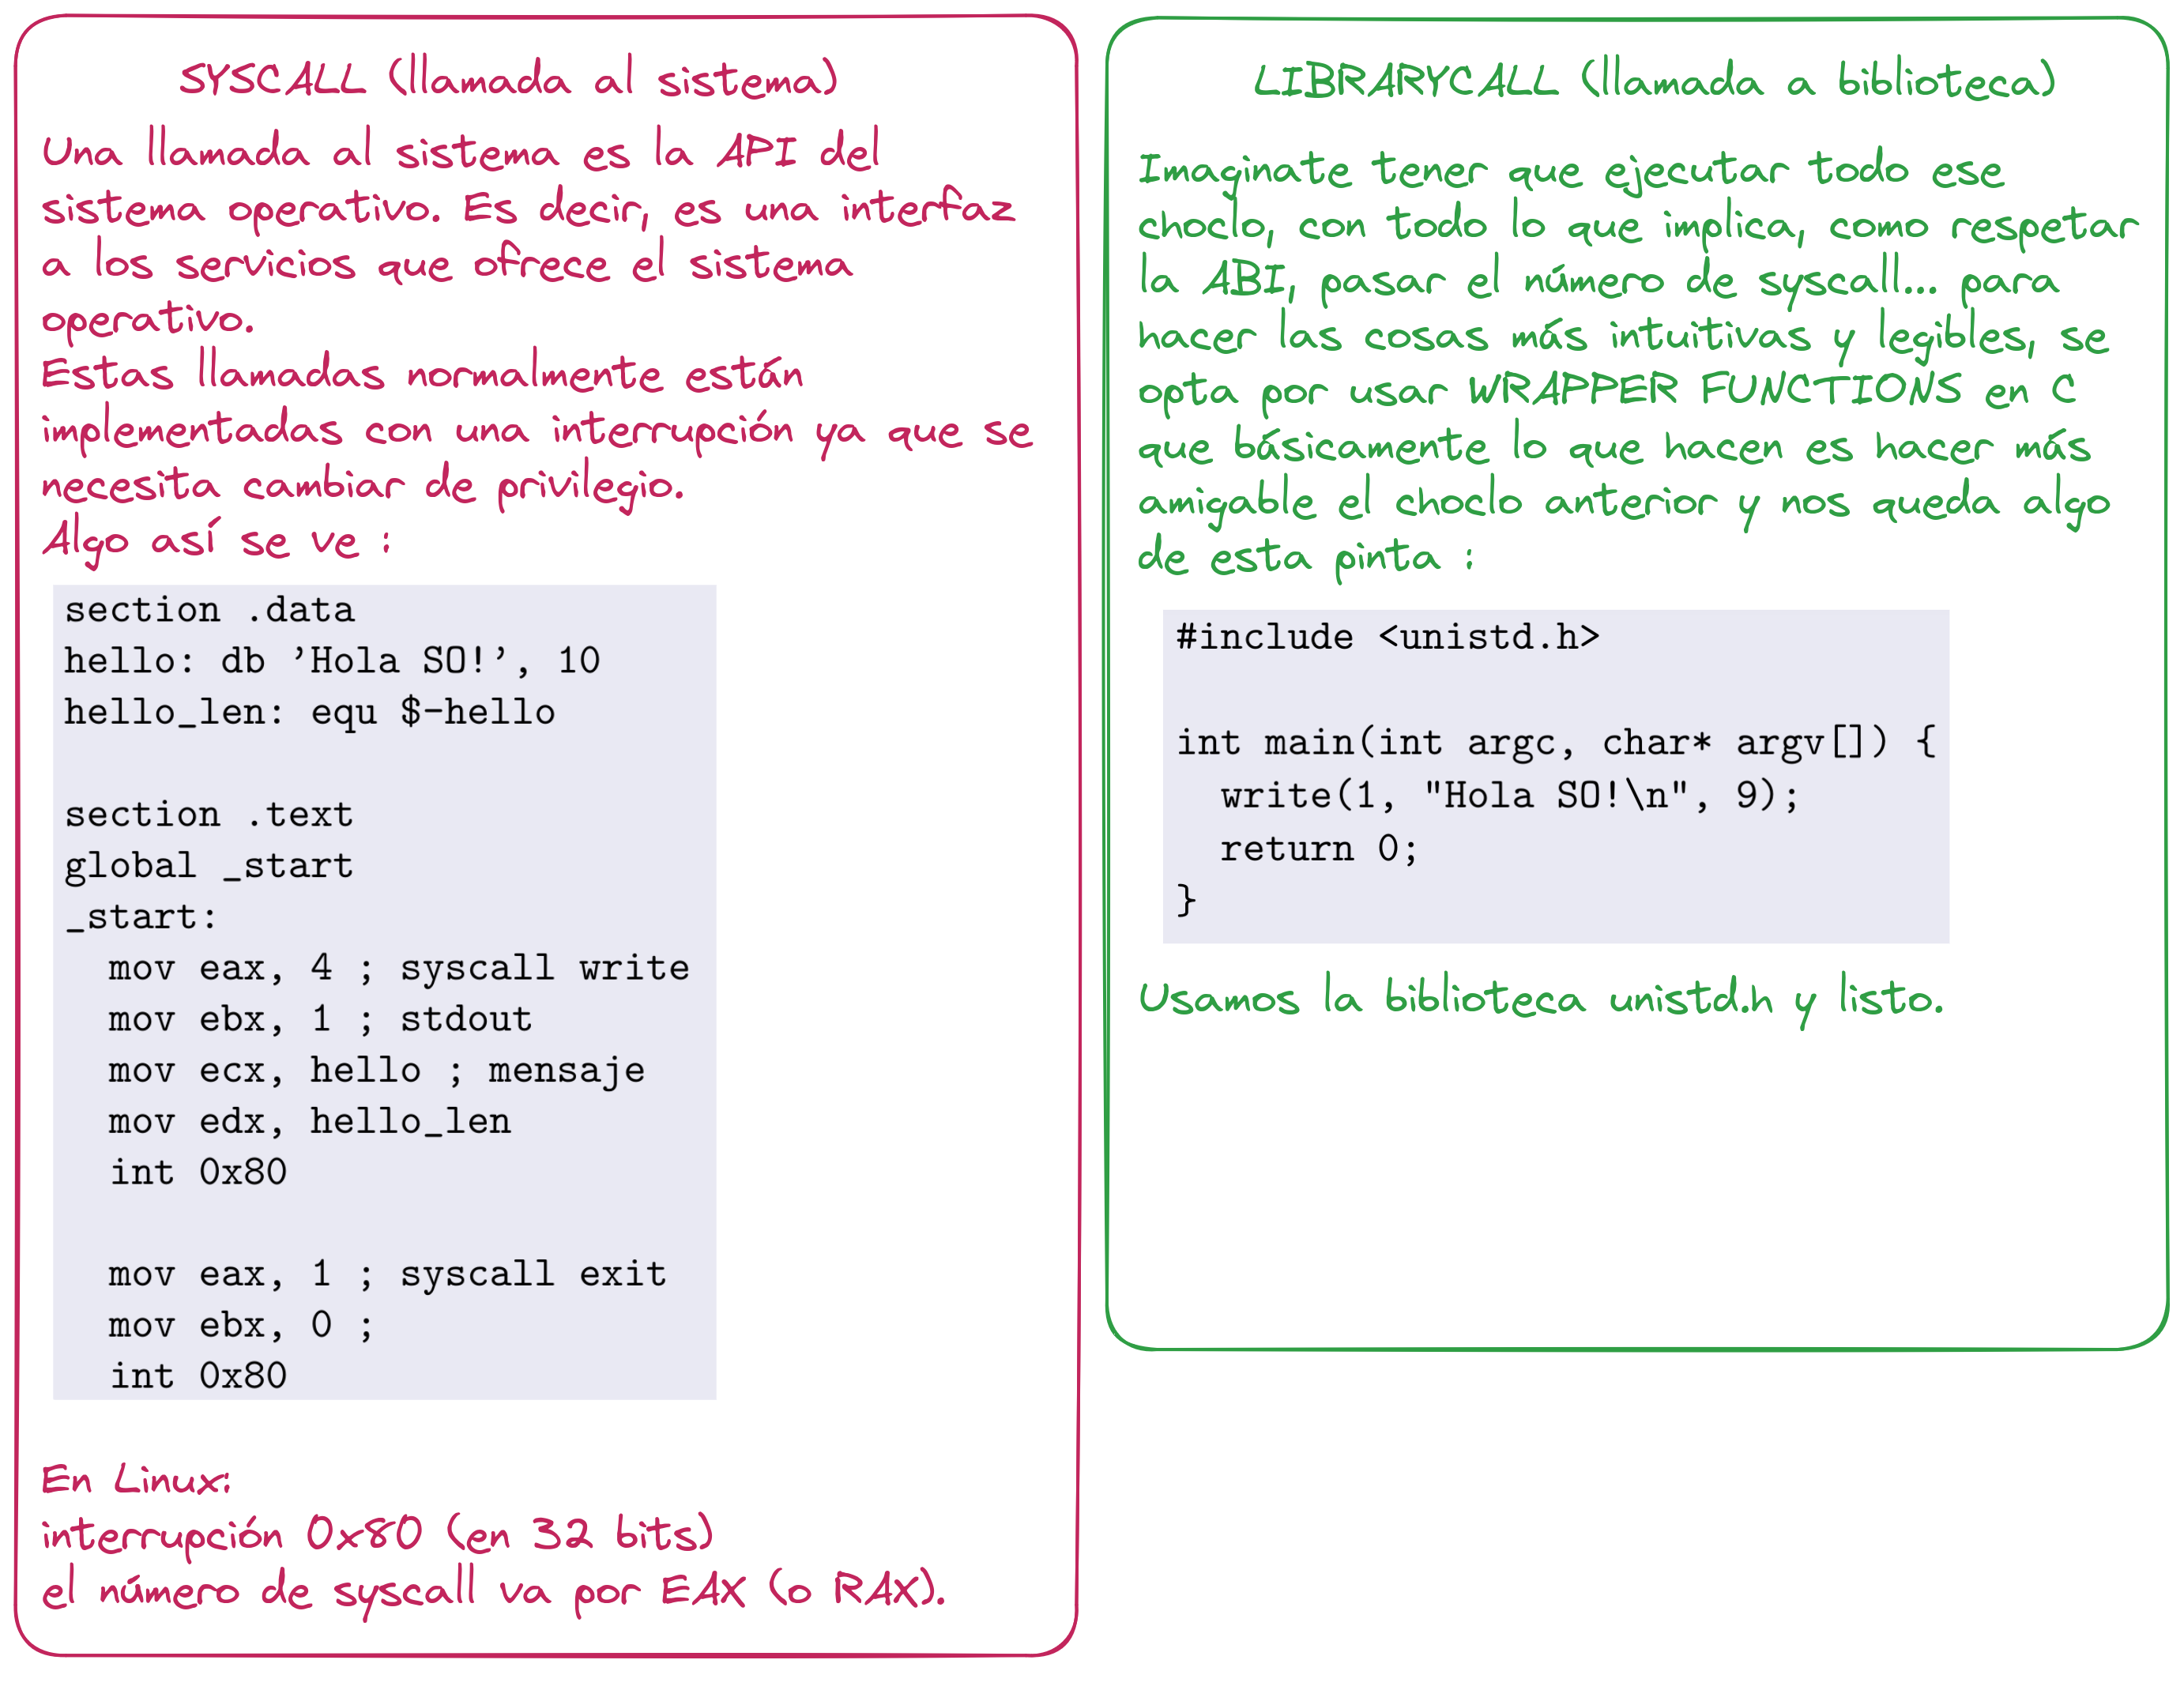 SYSCALL (llamada al sistema)
Una llamada al sistema es la API del
sistema operativo. Es decir, es una interfaz
a los servicios que ofrece el sistema
operativo.
Estas llamadas normalmente están
implementadas con una interrupción ya que se
necesita cambiar de privilegio.
Algo así se ve :
section .data
hello: db 'Hola SO!', 10
hello_len: equ $-hello
section .text
global _start
_start:
mov eax, 4 ; syscall write
mov ebx, 1 ; stdout
mov ecx, hello ; mensaje
mov edx, hello_len
int 0x80
mov eax, 1 ; syscall exit
mov ebx, 0 ;
int 0x80
En Linux:
interrupción 0x80 (en 32 bits)
el número de syscall va por EAX (o RAX).
LIBRARYCALL (llamada a biblioteca)
Imaginate tener que ejecutar todo ese
choclo, con todo lo que implica, como respetar
la ABI, pasar el número de syscall... para
hacer las cosas más intuitivas y legibles, se
opta por usar WRAPPER FUNCTIONS en C
que básicamente lo que hacen es hacer más
amigable el choclo anterior y nos queda algo
de esta pinta :
#include <unistd.h>
int main(int argc, char* argv[]) {
write(1, "Hola SO!\n", 9);
return 0;
}
Usamos la biblioteca unistd.h y listo.